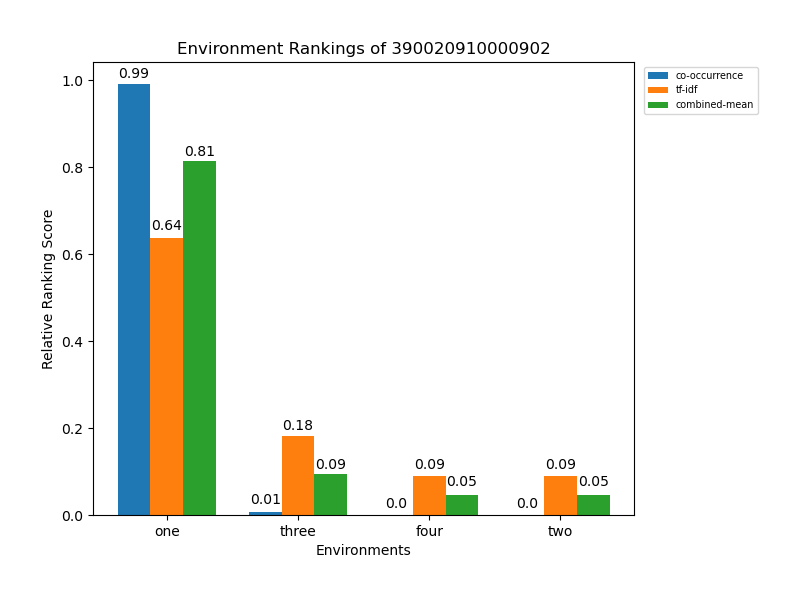 Environment Rankings of 390020910000902
co-occurrence
tf-idf
combined-mean
Relative Ranking Score
1.0
0.8
0.6
0.4
0.2
0.0
0.99
0.64
0.81
0.01
0.18
0.09
0.0
0.09
0.05
0.0
0.09
0.05
one three four two
Environments